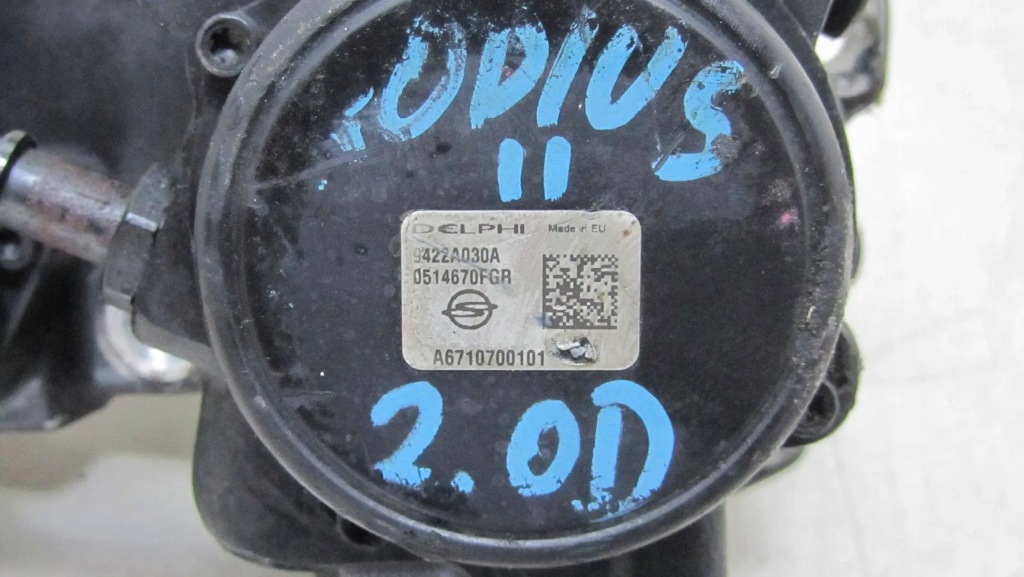 RODIUS
II
DELPHI Made in EU
9422A030A
0514670FGR
A6710700101
2.0D